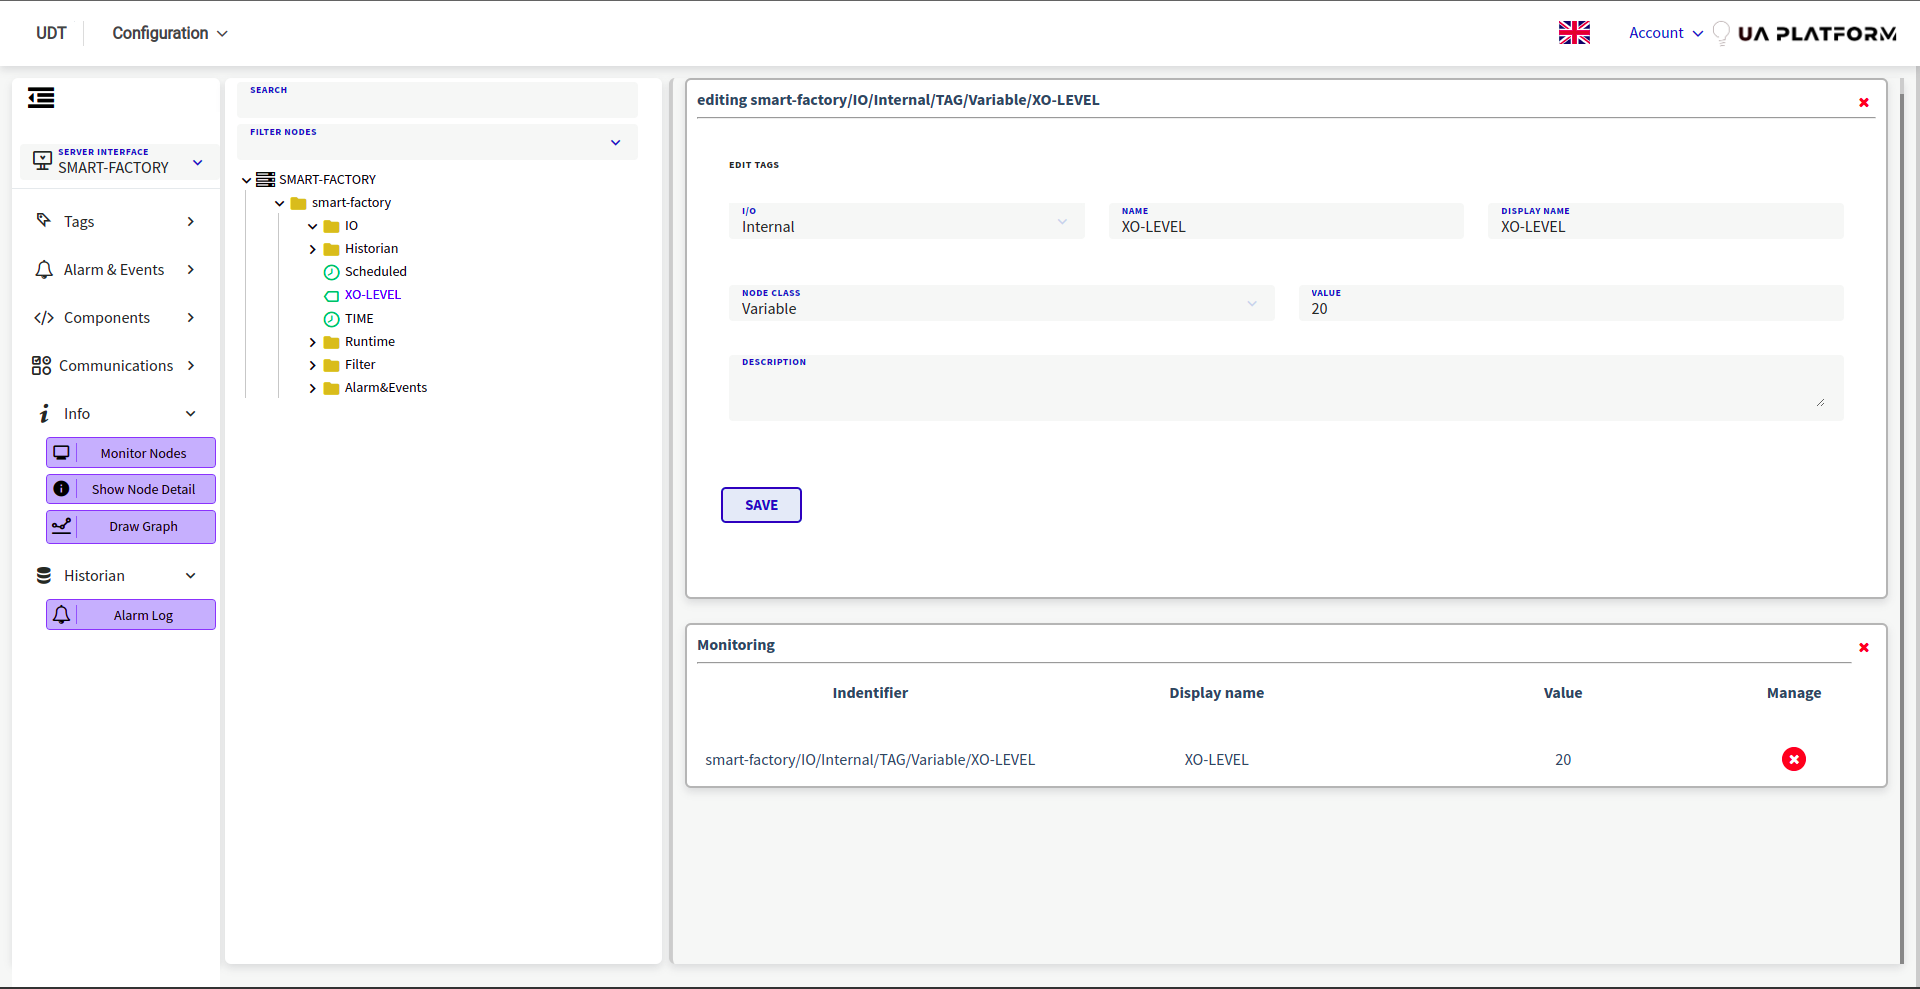 UDT
Configuration
Account
UA PLATFORM
SERVER INTERFACE
SMART-FACTORY
Tags
Alarm & Events
Components
Communications
Info
Monitor Nodes
Show Node Detail
Draw Graph
Historian
Alarm Log
SEARCH
FILTER NODES
SMART-FACTORY
smart-factory
IO
Historian
Scheduled
XO-LEVEL
TIME
Runtime
Filter
Alarm&Events
editing smart-factory/IO/Internal/TAG/Variable/XO-LEVEL
EDIT TAGS
I/O
Internal
NAME
XO-LEVEL
DISPLAY NAME
XO-LEVEL
NODE CLASS
Variable
VALUE
20
DESCRIPTION
SAVE
Monitoring
Indentifier Display name Value Manage
smart-factory/IO/Internal/TAG/Variable/XO-LEVEL XO-LEVEL 20